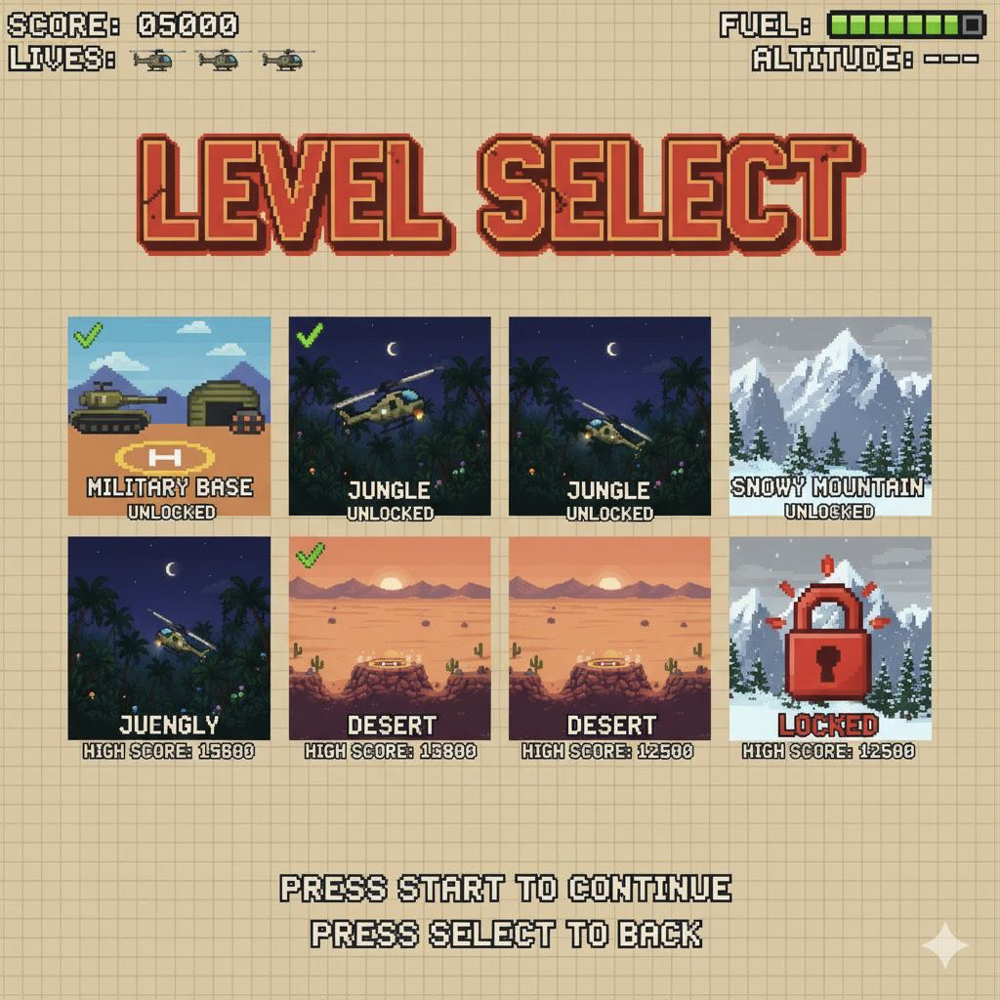 SCORE: 05000
FUEL:
LIVES:
ALTITUDE: ---
LEVEL SELECT
H
MILITARY BASE
UNLOCKED
JUNGLE
UNLOCKED
JUNGLE
UNLOCKED
SNOWY MOUNTAIN
UNLOCKED
JUENGLY
HIGH SCORE: 15800
DESERT
HIGH SCORE: 13800
DESERT
HIGH SCORE: 12500
LOCKED
HIGH SCORE: 12500
PRESS START TO CONTINUE
PRESS SELECT TO BACK